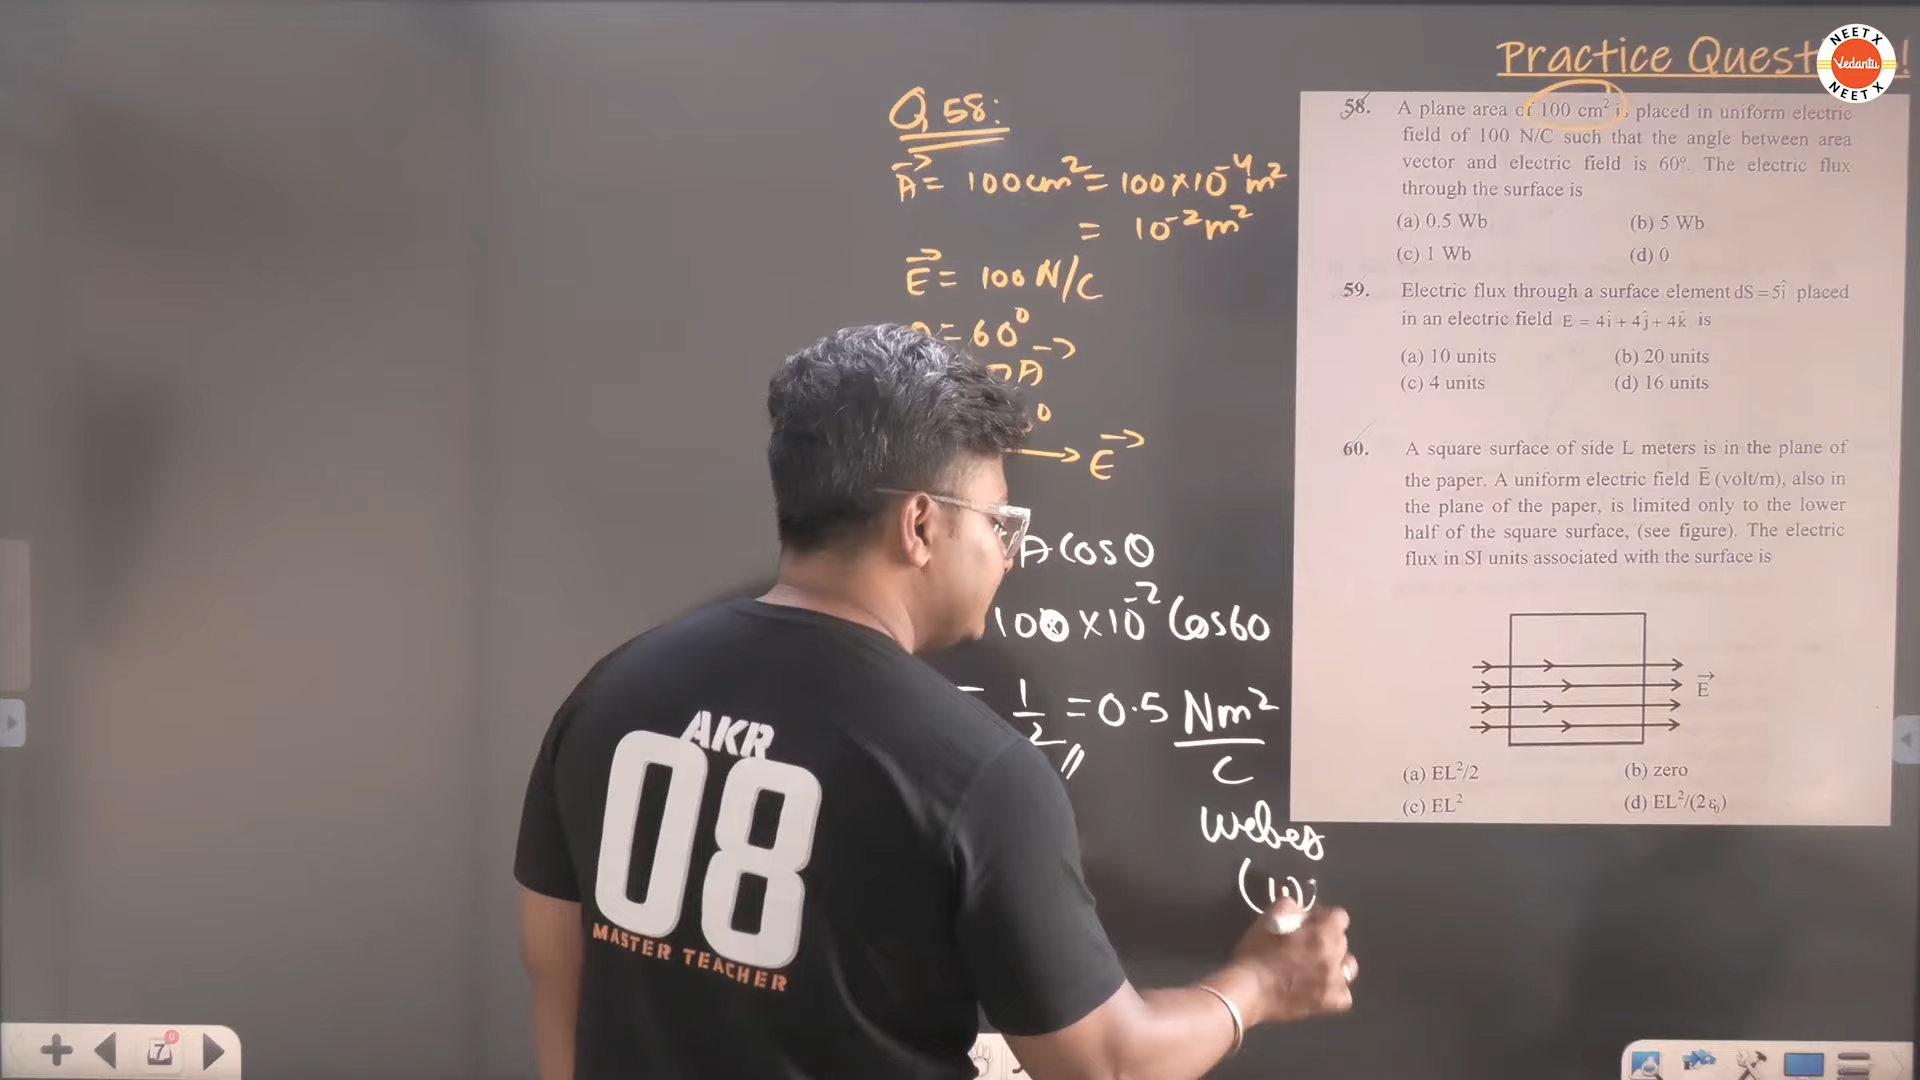 Practice Quest
NEET X
Vedantu
NEET X
Q 58:
A = 100cm² = 100×10⁻⁴m²
= 10⁻²m²
E = 100 N/C
= 60⁰
A
0
E
A Cosθ
100×10⁻² Cos60
1/2 = 0.5 Nm²/C
Weber
58. A plane area of 100 cm² is placed in uniform electric
field of 100 N/C such that the angle between area
vector and electric field is 60°. The electric flux
through the surface is
(a) 0.5 Wb (b) 5 Wb
(c) 1 Wb (d) 0
59. Electric flux through a surface element dS = 5î placed
in an electric field E = 4î + 4ĵ + 4k̂ is
(a) 10 units (b) 20 units
(c) 4 units (d) 16 units
60. A square surface of side L meters is in the plane of
the paper. A uniform electric field E (volt/m), also in
the plane of the paper, is limited only to the lower
half of the square surface, (see figure). The electric
flux in SI units associated with the surface is
E
(a) EL²/2 (b) zero
(c) EL² (d) EL²/(2ε₀)
AKR
08
MASTER TEACHER
7